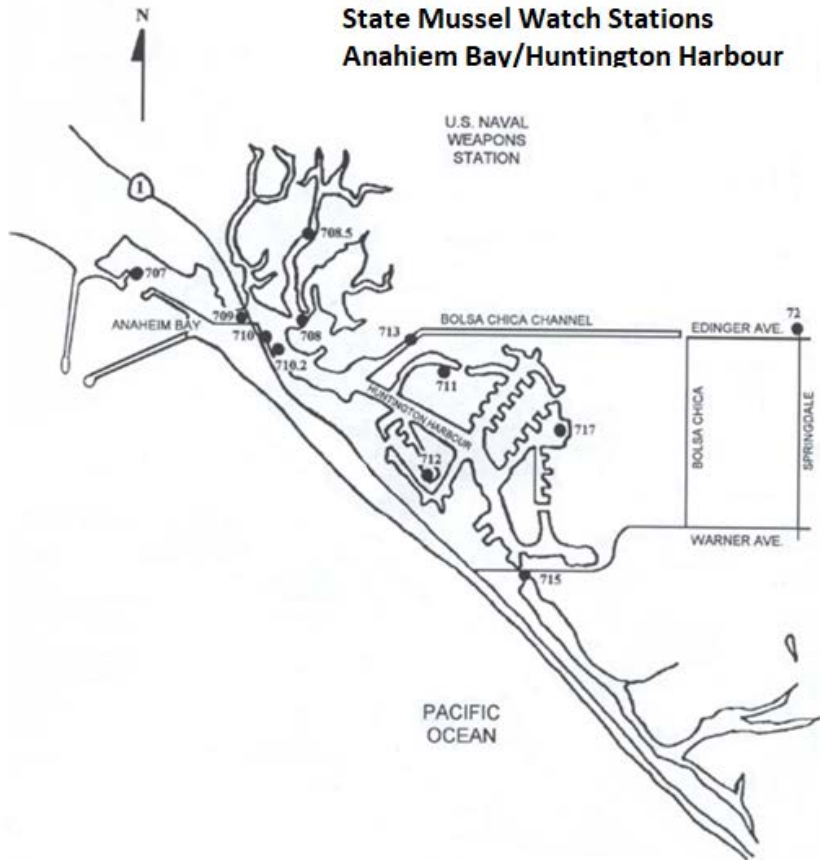 State Mussel Watch Stations
Anahiem Bay/Huntington Harbour
N
U.S. NAVAL
WEAPONS
STATION
1
708.5
707
709
ANAHEIM BAY
710
708
710.2
713
BOLSA CHICA CHANNEL
72
EDINGER AVE.
711
HUNTINGTON HARBOUR
717
712
BOLSA CHICA
SPRINGDALE
WARNER AVE.
715
PACIFIC
OCEAN